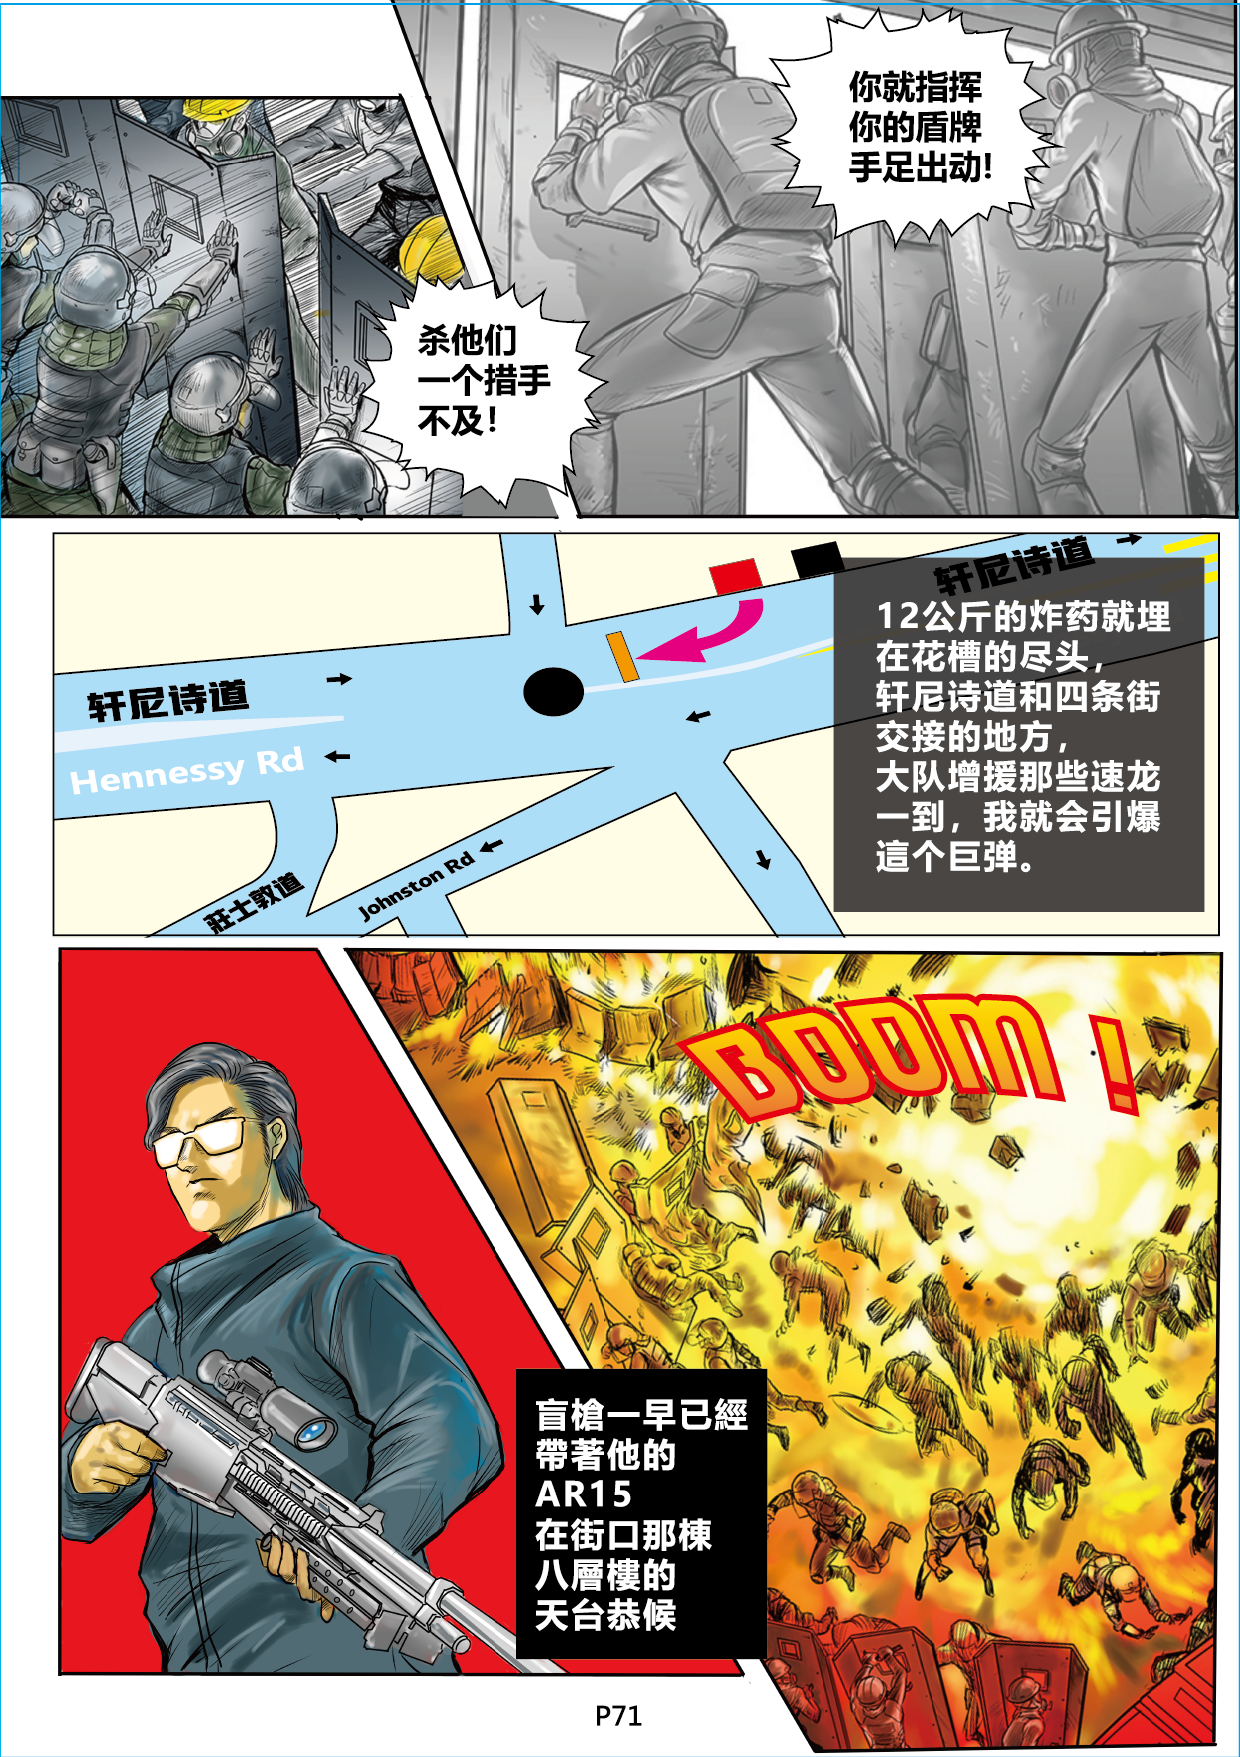 你就指挥
你的盾牌
手足出动!
杀他们
一个措手
不及!
轩尼诗道
轩尼诗道
Hennessy Rd
莊士敦道
Johnston Rd
12公斤的炸药就埋
在花槽的尽头，
轩尼诗道和四条街
交接的地方，
大队增援那些速龙
一到，我就会引爆
這个巨弹。
BOOM!
盲槍一早已經
帶著他的
AR15
在街口那棟
八層樓的
天台恭候
P71